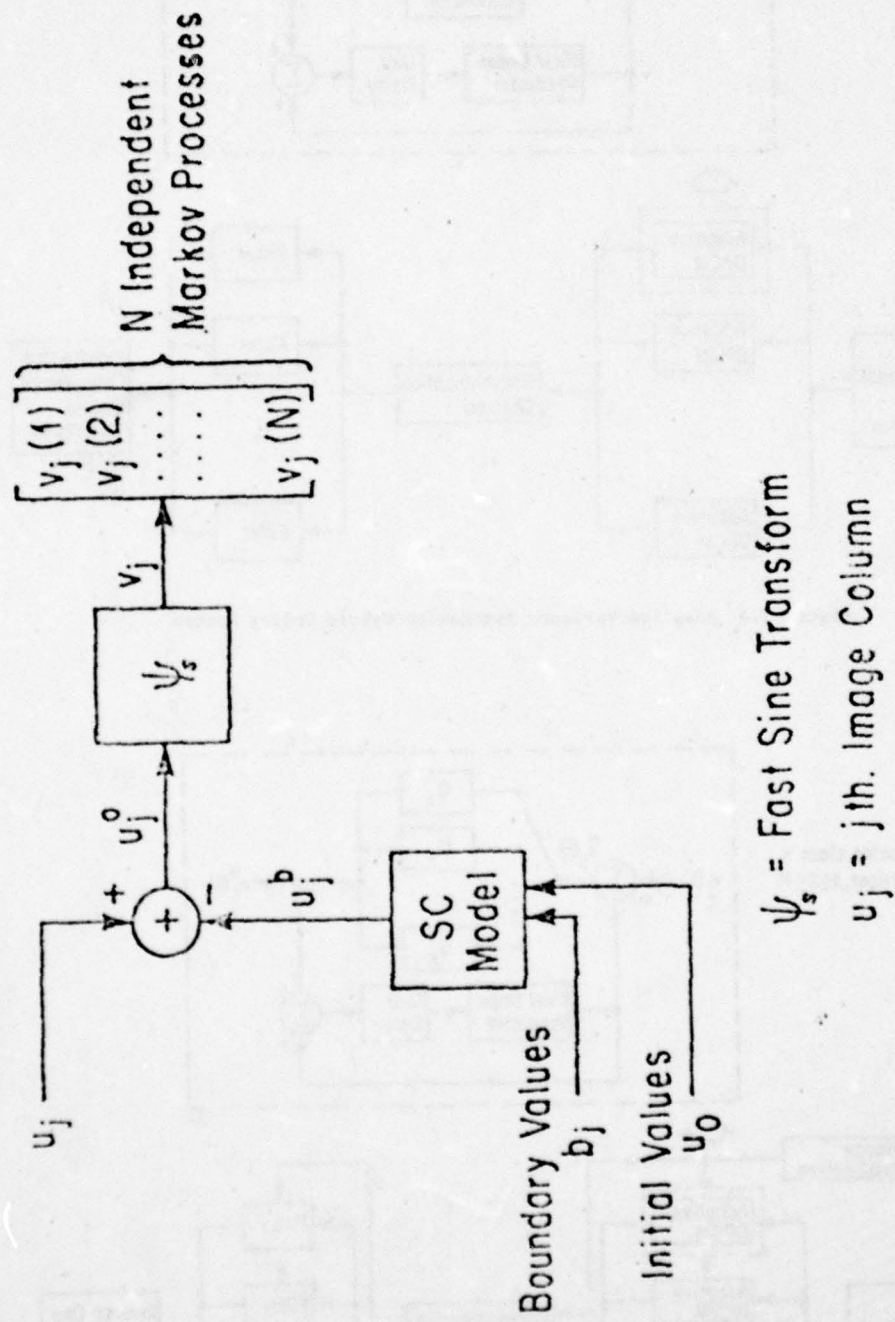 u_j
+
u_j^o
+
−
u_j^b
ψ_s
v_j
v_j (1)
v_j (2)
. . . .
. . . .
v_j (N)
N Independent
Markov Processes
SC
Model
Boundary Values
b_j
Initial Values
u_0
ψ_s = Fast Sine Transform
u_j = jth. Image Column